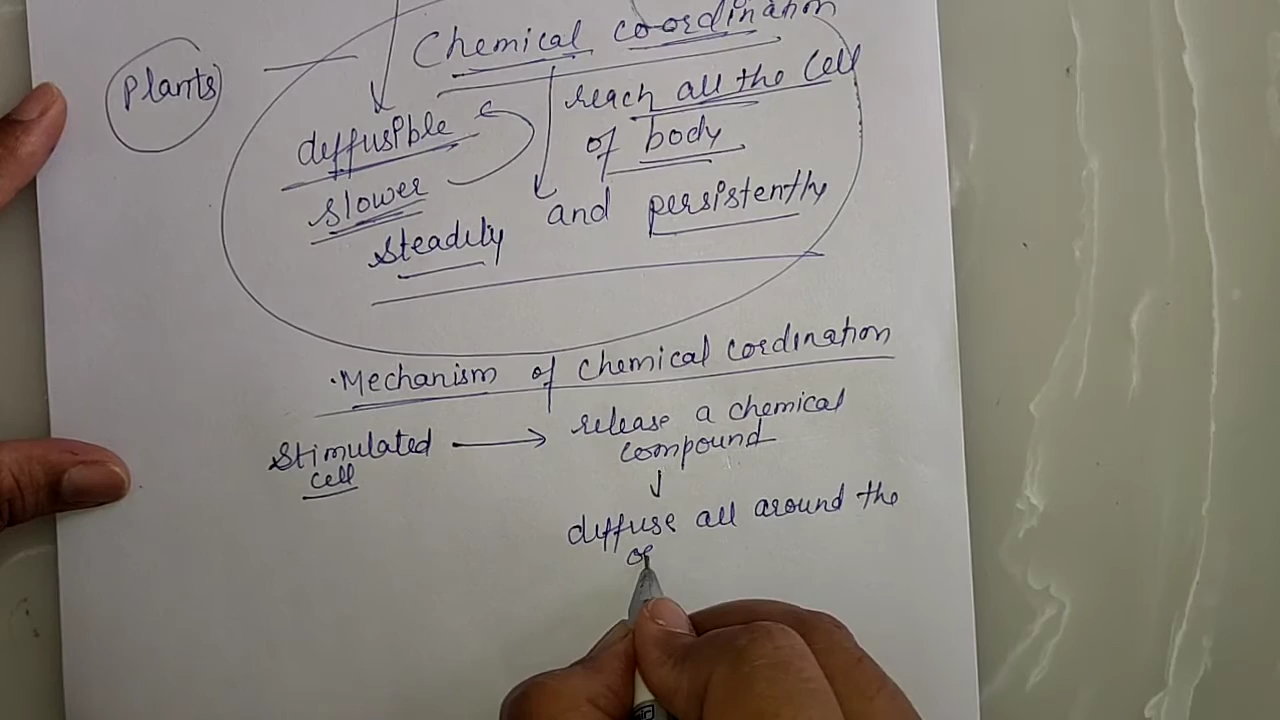 Chemical coordination
Plants
diffusible
reach all the cell
of body
slower
steadily and persistently
.Mechanism of Chemical cordination
Stimulated
cell
release a chemical
compound
diffuse all around the